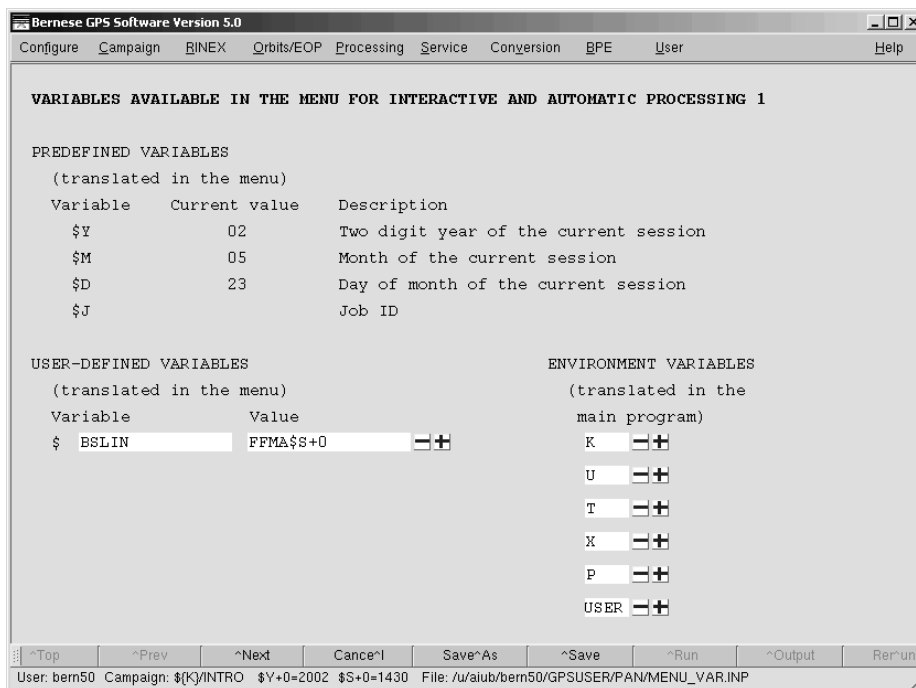 Bernese GPS Software Version 5.0
Configure Campaign RINEX Orbits/EOP Processing Service Conversion BPE User Help
VARIABLES AVAILABLE IN THE MENU FOR INTERACTIVE AND AUTOMATIC PROCESSING 1
PREDEFINED VARIABLES
(translated in the menu)
Variable Current value Description
$Y 02 Two digit year of the current session
$M 05 Month of the current session
$D 23 Day of month of the current session
$J Job ID
USER-DEFINED VARIABLES ENVIRONMENT VARIABLES
(translated in the menu) (translated in the
Variable Value main program)
$ BSLIN FFMA$S+0 K
U
T
X
P
USER
^Top ^Prev ^Next Cance^l Save^As ^Save ^Run ^Output Rer^un
User: bern50 Campaign: ${K}/INTRO $Y+0=2002 $S+0=1430 File: /u/aiub/bern50/GPSUSER/PAN/MENU_VAR.INP